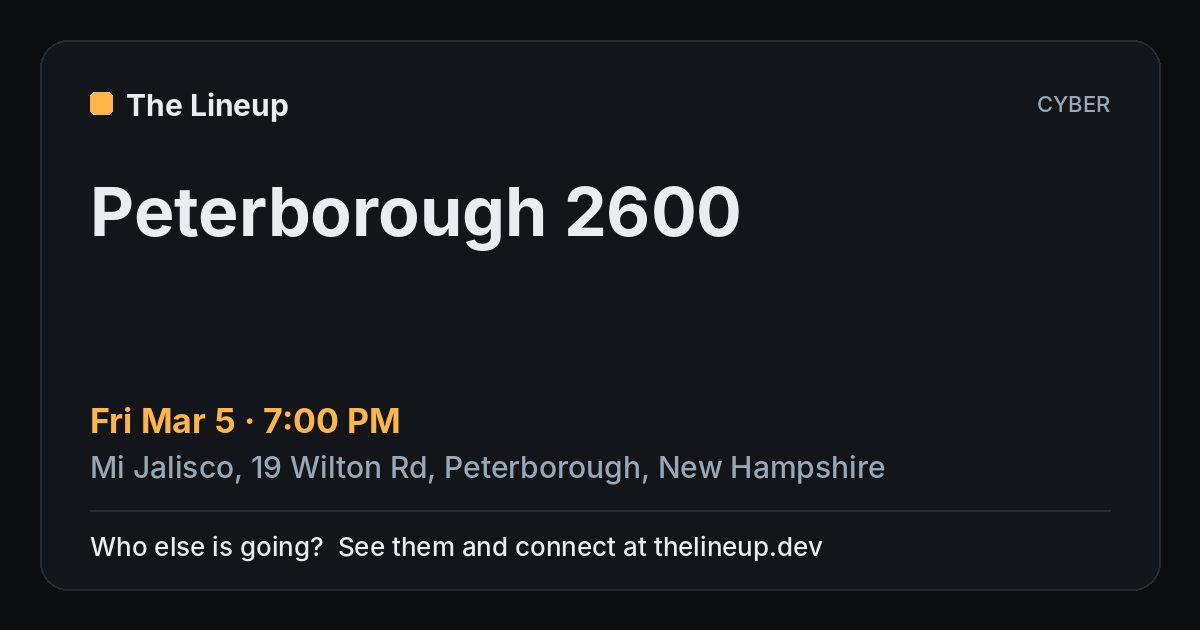 The Lineup
CYBER
Peterborough 2600
Fri Mar 5 · 7:00 PM
Mi Jalisco, 19 Wilton Rd, Peterborough, New Hampshire
Who else is going? See them and connect at thelineup.dev